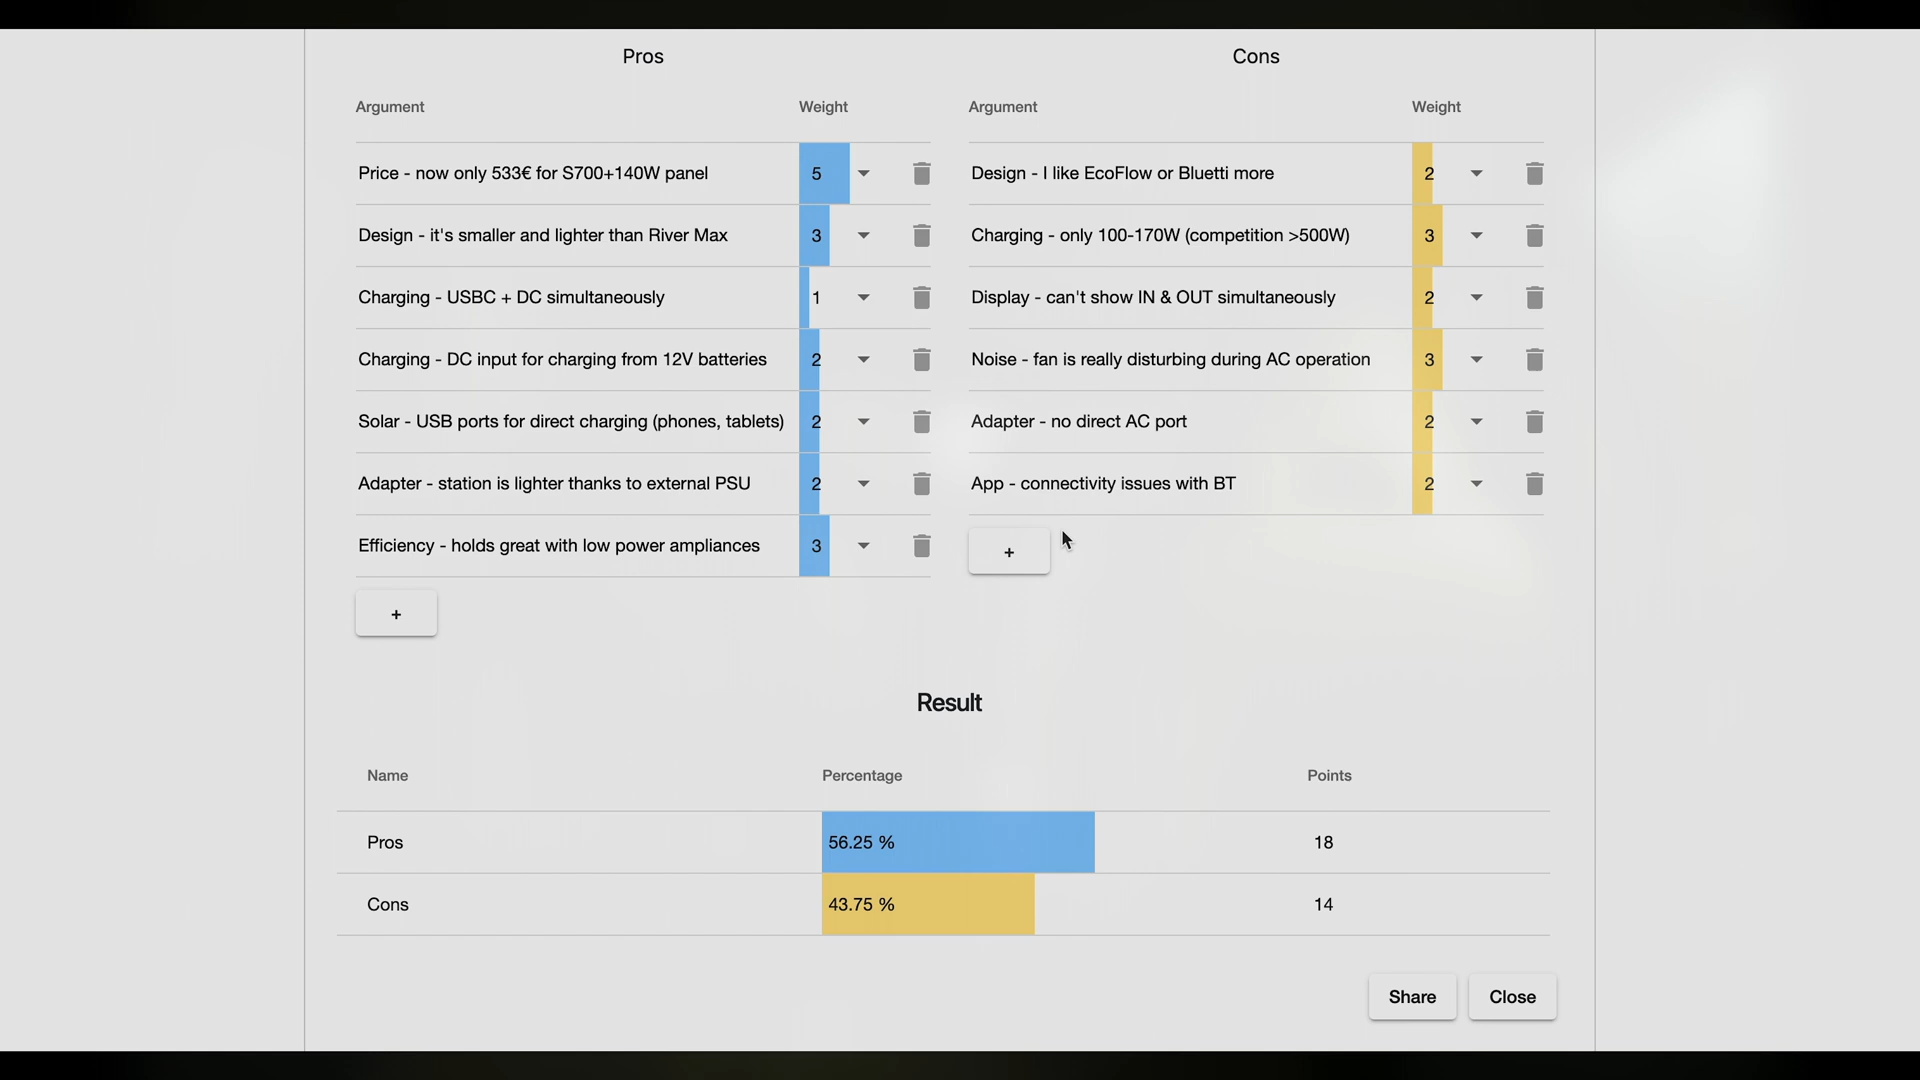 Pros
Cons
Argument Weight
Argument Weight
Price - now only 533€ for S700+140W panel 5
Design - I like EcoFlow or Bluetti more 2
Design - it's smaller and lighter than River Max 3
Charging - only 100-170W (competition >500W) 3
Charging - USBC + DC simultaneously 1
Display - can't show IN & OUT simultaneously 2
Charging - DC input for charging from 12V batteries 2
Noise - fan is really disturbing during AC operation 3
Solar - USB ports for direct charging (phones, tablets) 2
Adapter - no direct AC port 2
Adapter - station is lighter thanks to external PSU 2
App - connectivity issues with BT 2
Efficiency - holds great with low power ampliances 3
+
+
Result
Name Percentage Points
Pros 56.25 % 18
Cons 43.75 % 14
Share Close